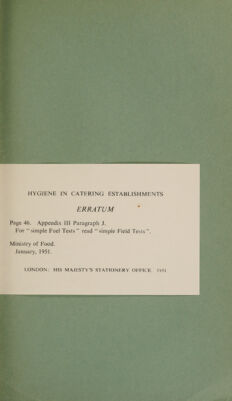 HYGIENE IN CATERING ESTABLISHMENTS
ERRATUM
Page 46. Appendix III Paragraph 3.
For “simple Fuel Tests” read “simple Field Tests”.
Ministry of Food.
January, 1951.
LONDON: HIS MAJESTY'S STATIONERY OFFICE. 1951